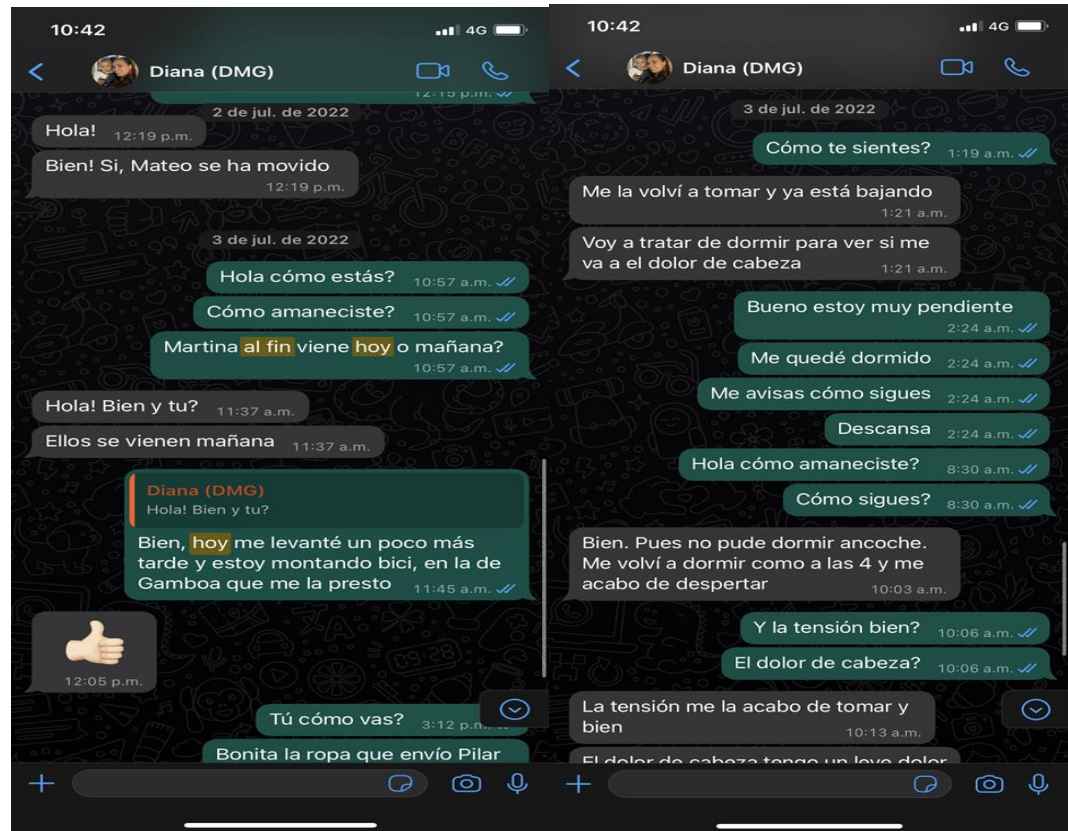 10:42
4G
Diana (DMG)
12:15 p.m.
2 de jul. de 2022
Hola! 12:19 p.m.
Bien! Si, Mateo se ha movido
12:19 p.m.
3 de jul. de 2022
Hola cómo estás? 10:57 a.m.
Cómo amaneciste? 10:57 a.m.
Martina al fin viene hoy o mañana?
10:57 a.m.
Hola! Bien y tu? 11:37 a.m.
Ellos se vienen mañana 11:37 a.m.
Diana (DMG)
Hola! Bien y tu?
Bien, hoy me levanté un poco más
tarde y estoy montando bici, en la de
Gamboa que me la presto 11:45 a.m.
12:05 p.m.
Tú cómo vas? 3:12 p.m.
Bonita la ropa que envío Pilar
10:42
4G
Diana (DMG)
3 de jul. de 2022
Cómo te sientes? 1:19 a.m.
Me la volví a tomar y ya está bajando
1:21 a.m.
Voy a tratar de dormir para ver si me
va a el dolor de cabeza 1:21 a.m.
Bueno estoy muy pendiente
2:24 a.m.
Me quedé dormido 2:24 a.m.
Me avisas cómo sigues 2:24 a.m.
Descansa 2:24 a.m.
Hola cómo amaneciste? 8:30 a.m.
Cómo sigues? 8:30 a.m.
Bien. Pues no pude dormir ancoche.
Me volví a dormir como a las 4 y me
acabo de despertar 10:03 a.m.
Y la tensión bien? 10:06 a.m.
El dolor de cabeza? 10:06 a.m.
La tensión me la acabo de tomar y
bien 10:13 a.m.
El dolor de cabeza tengo un leve dolor